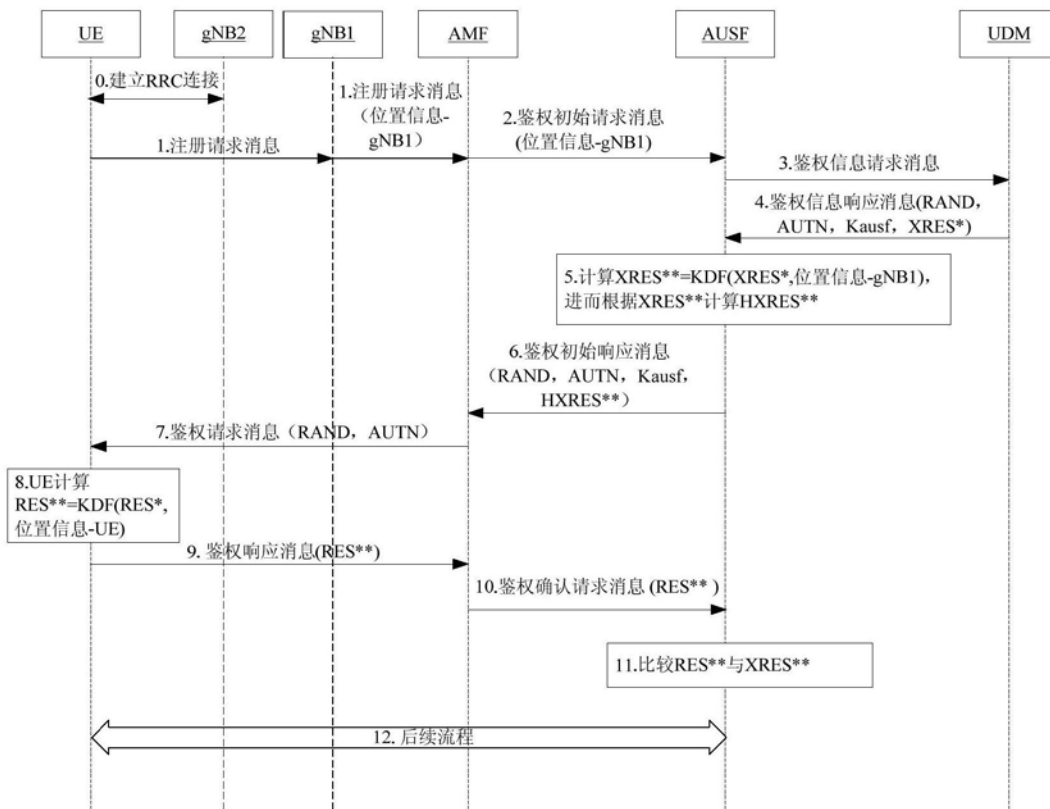 UE
gNB2
gNB1
AMF
AUSF
UDM
0.建立RRC连接
1.注册请求消息
（位置信息-
gNB1）
1.注册请求消息
2.鉴权初始请求消息
(位置信息-gNB1)
3.鉴权信息请求消息
4.鉴权信息响应消息(RAND，
AUTN，Kausf，XRES*)
5.计算XRES**=KDF(XRES*,位置信息-gNB1)，
进而根据XRES**计算HXRES**
6.鉴权初始响应消息
（RAND，AUTN，Kausf，
HXRES**）
7.鉴权请求消息（RAND，AUTN）
8.UE计算
RES**=KDF(RES*,
位置信息-UE)
9. 鉴权响应消息(RES**)
10.鉴权确认请求消息 (RES** )
11.比较RES**与XRES**
12. 后续流程